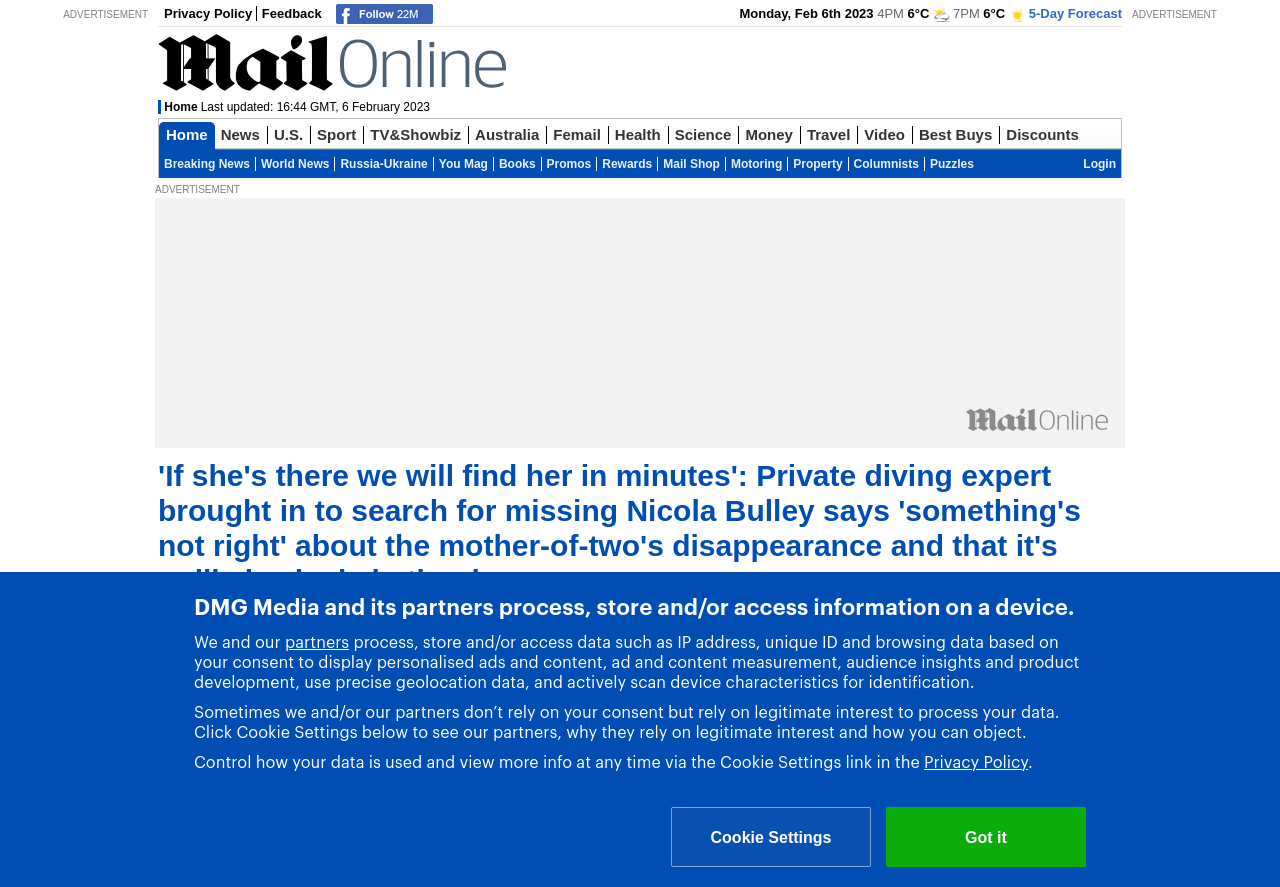 ADVERTISEMENT
Privacy Policy Feedback Follow 22M
Monday, Feb 6th 2023 4PM 6°C 7PM 6°C 5-Day Forecast
ADVERTISEMENT
Mail Online
Home Last updated: 16:44 GMT, 6 February 2023
Home News U.S. Sport TV&Showbiz Australia Femail Health Science Money Travel Video Best Buys Discounts
Breaking News World News Russia-Ukraine You Mag Books Promos Rewards Mail Shop Motoring Property Columnists Puzzles Login
ADVERTISEMENT
Mail Online
'If she's there we will find her in minutes': Private diving expert
brought in to search for missing Nicola Bulley says 'something's
not right' about the mother-of-two's disappearance and that it's
DMG Media and its partners process, store and/or access information on a device.
We and our partners process, store and/or access data such as IP address, unique ID and browsing data based on
your consent to display personalised ads and content, ad and content measurement, audience insights and product
development, use precise geolocation data, and actively scan device characteristics for identification.
Sometimes we and/or our partners don’t rely on your consent but rely on legitimate interest to process your data.
Click Cookie Settings below to see our partners, why they rely on legitimate interest and how you can object.
Control how your data is used and view more info at any time via the Cookie Settings link in the Privacy Policy.
Cookie Settings Got it